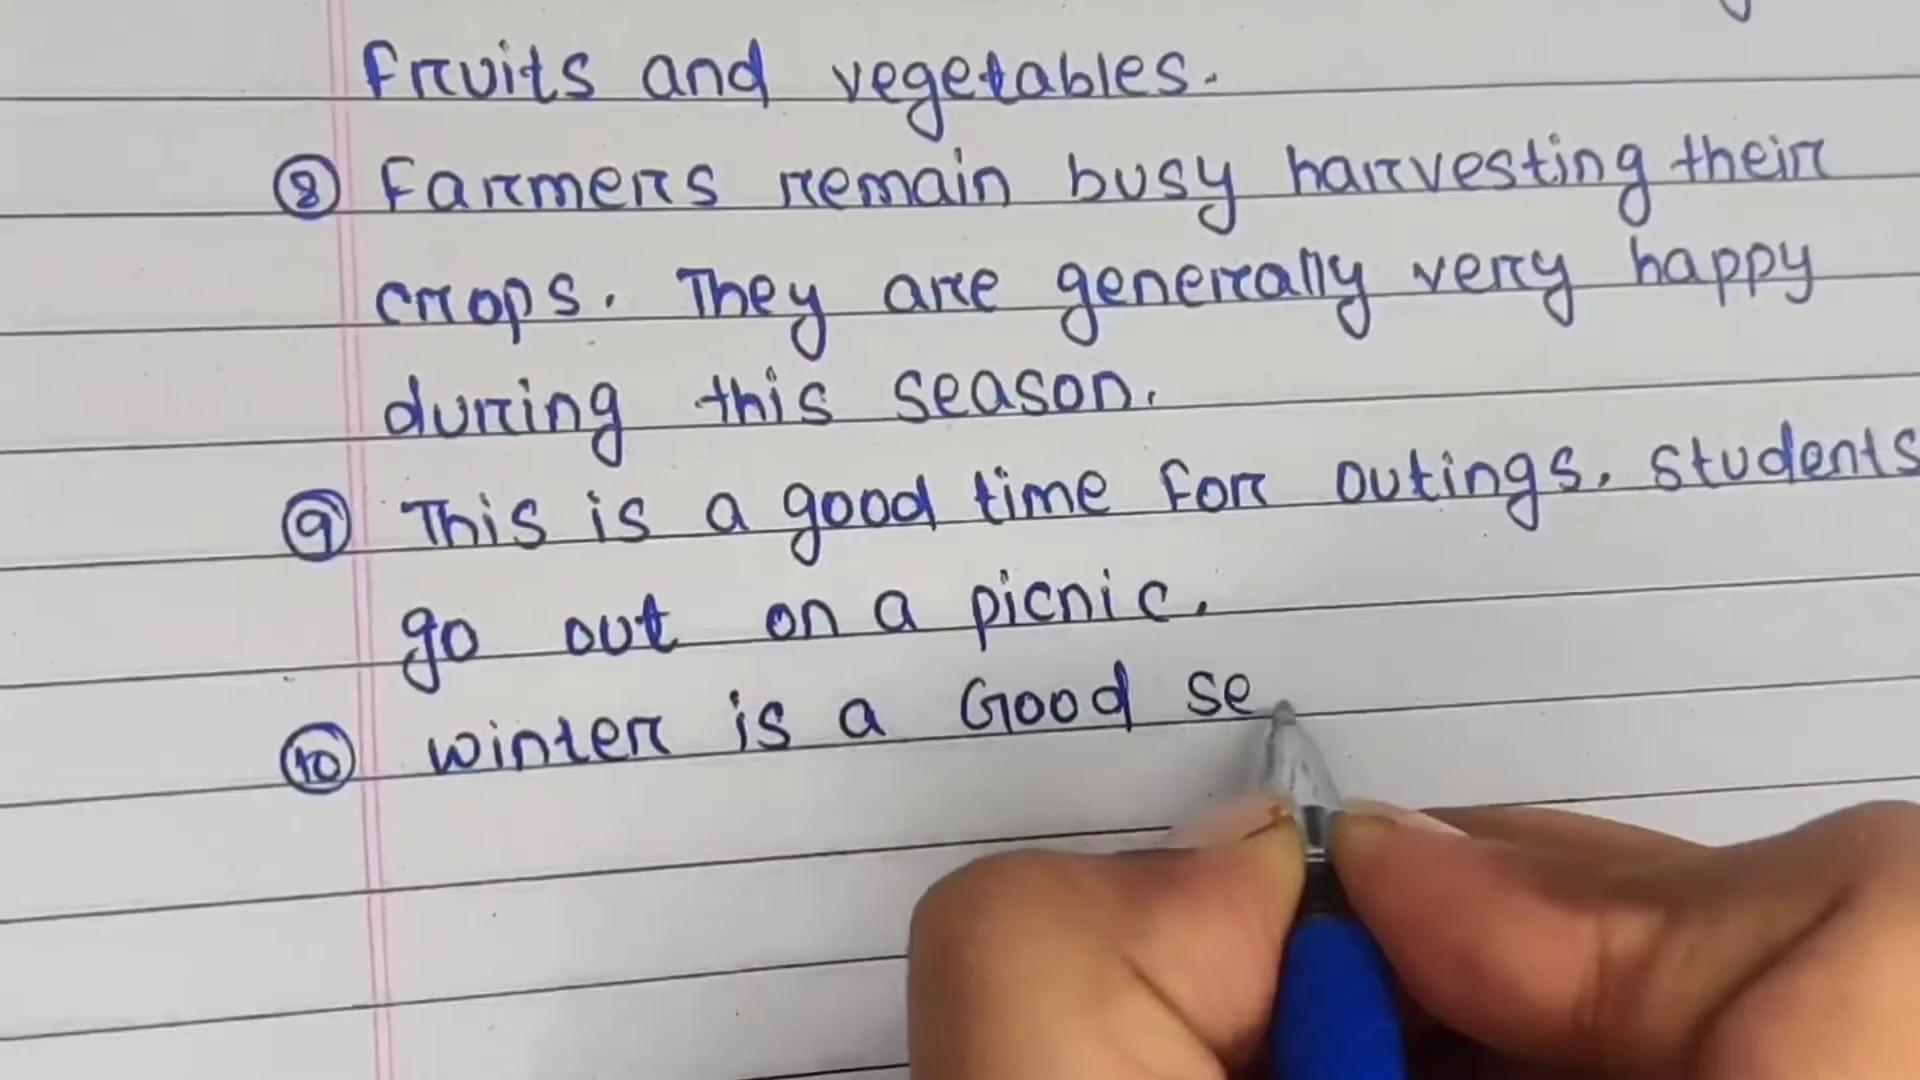 Fruits and vegetables.
⑧ Farmers remain busy harvesting their
crops. They are generally very happy
during this season.
⑨ This is a good time for outings. students
go out on a picnic.
⑩ winter is a Good se